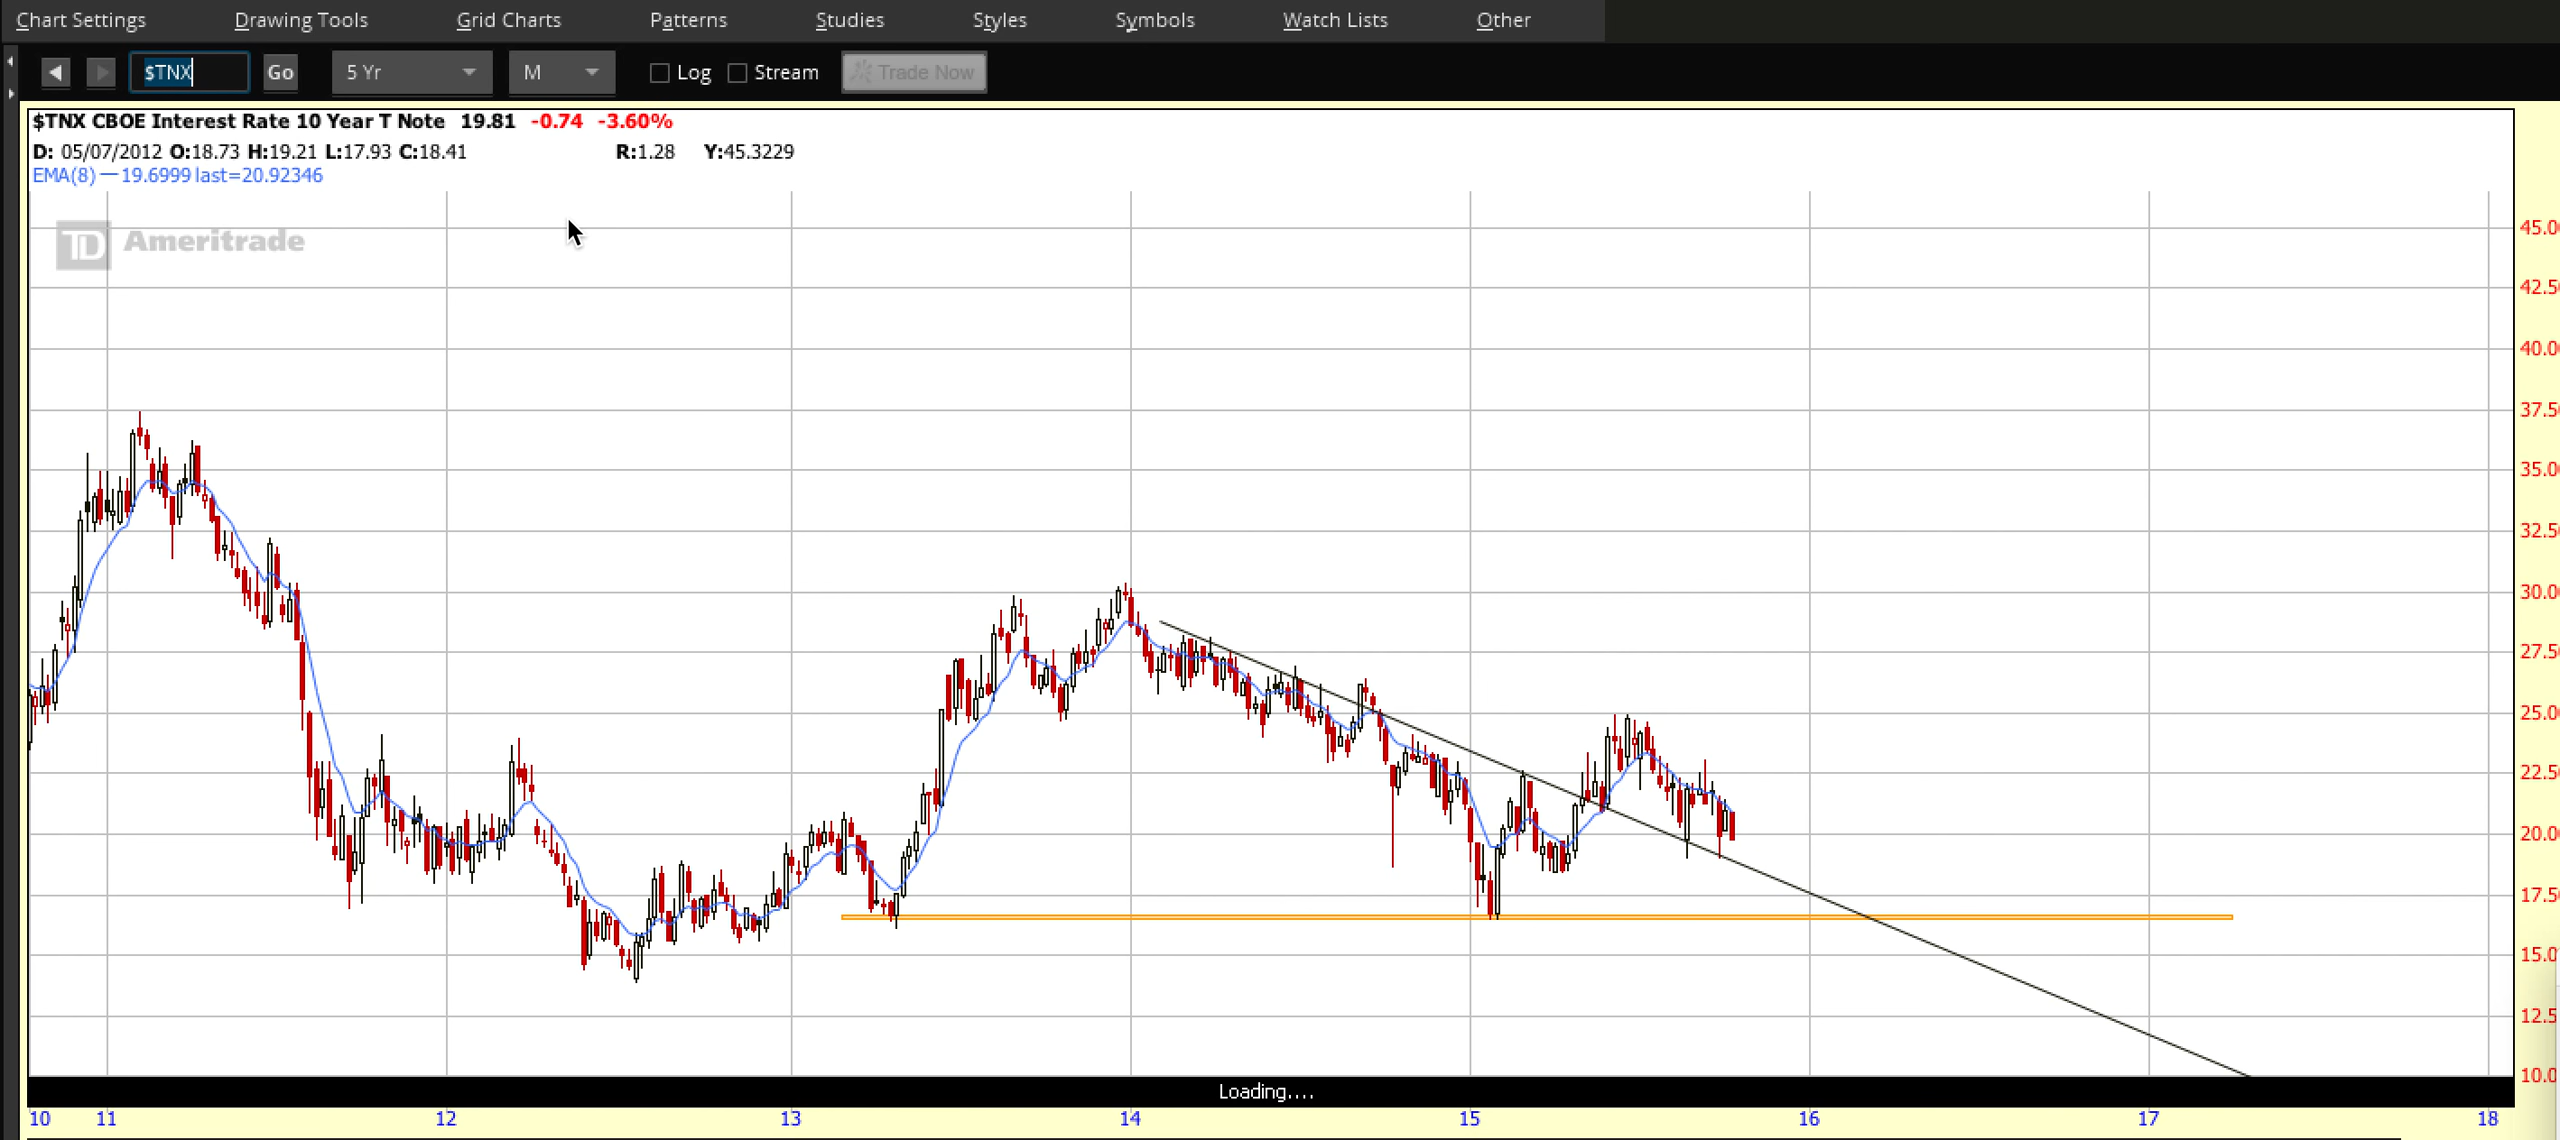 Chart Settings Drawing Tools Grid Charts Patterns Studies Styles Symbols Watch Lists Other
$TNX Go 5 Yr M Log Stream Trade Now
$TNX CBOE Interest Rate 10 Year T Note 19.81 -0.74 -3.60%
D: 05/07/2012 O:18.73 H:19.21 L:17.93 C:18.41 R:1.28 Y:45.3229
EMA(8) — 19.6999 last=20.92346
TD Ameritrade
45.0
42.5
40.0
37.5
35.0
32.5
30.0
27.5
25.0
22.5
20.0
17.5
15.0
12.5
10.0
Loading....
10 11 12 13 14 15 16 17 18